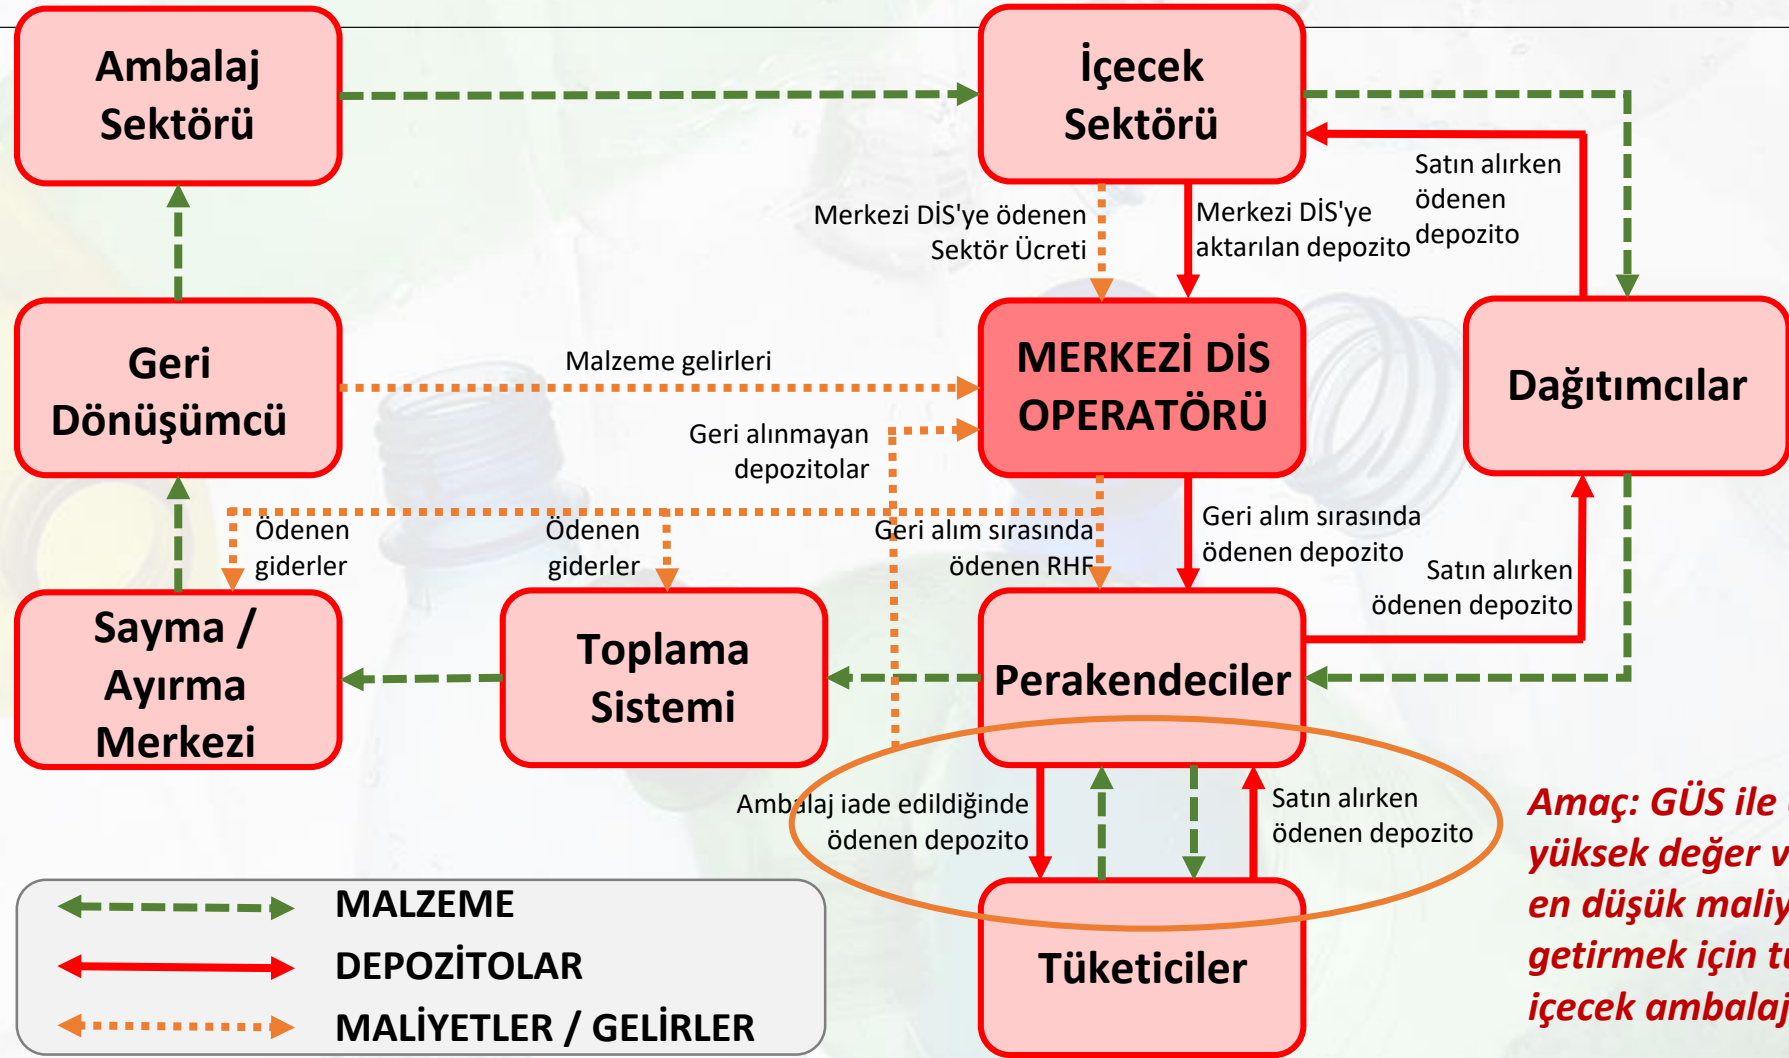 Ambalaj
Sektörü
İçecek
Sektörü
Satın alırken
ödenen
depozito
Merkezi DİS'ye ödenen
Sektör Ücreti
Merkezi DİS'ye
aktarılan depozito
Geri
Dönüşümcü
Malzeme gelirleri
MERKEZİ DİS
OPERATÖRÜ
Dağıtımcılar
Geri alınmayan
depozitolar
Ödenen
giderler
Ödenen
giderler
Geri alım sırasında
ödenen RHF
Geri alım sırasında
ödenen depozito
Satın alırken
ödenen depozito
Sayma /
Ayırma
Merkezi
Toplama
Sistemi
Perakendeciler
Ambalaj iade edildiğinde
ödenen depozito
Satın alırken
ödenen depozito
Tüketiciler
Amaç: GÜS ile
yüksek değer
en düşük
getirmek için
içecek
MALZEME
DEPOZİTOLAR
MALİYETLER / GELİRLER